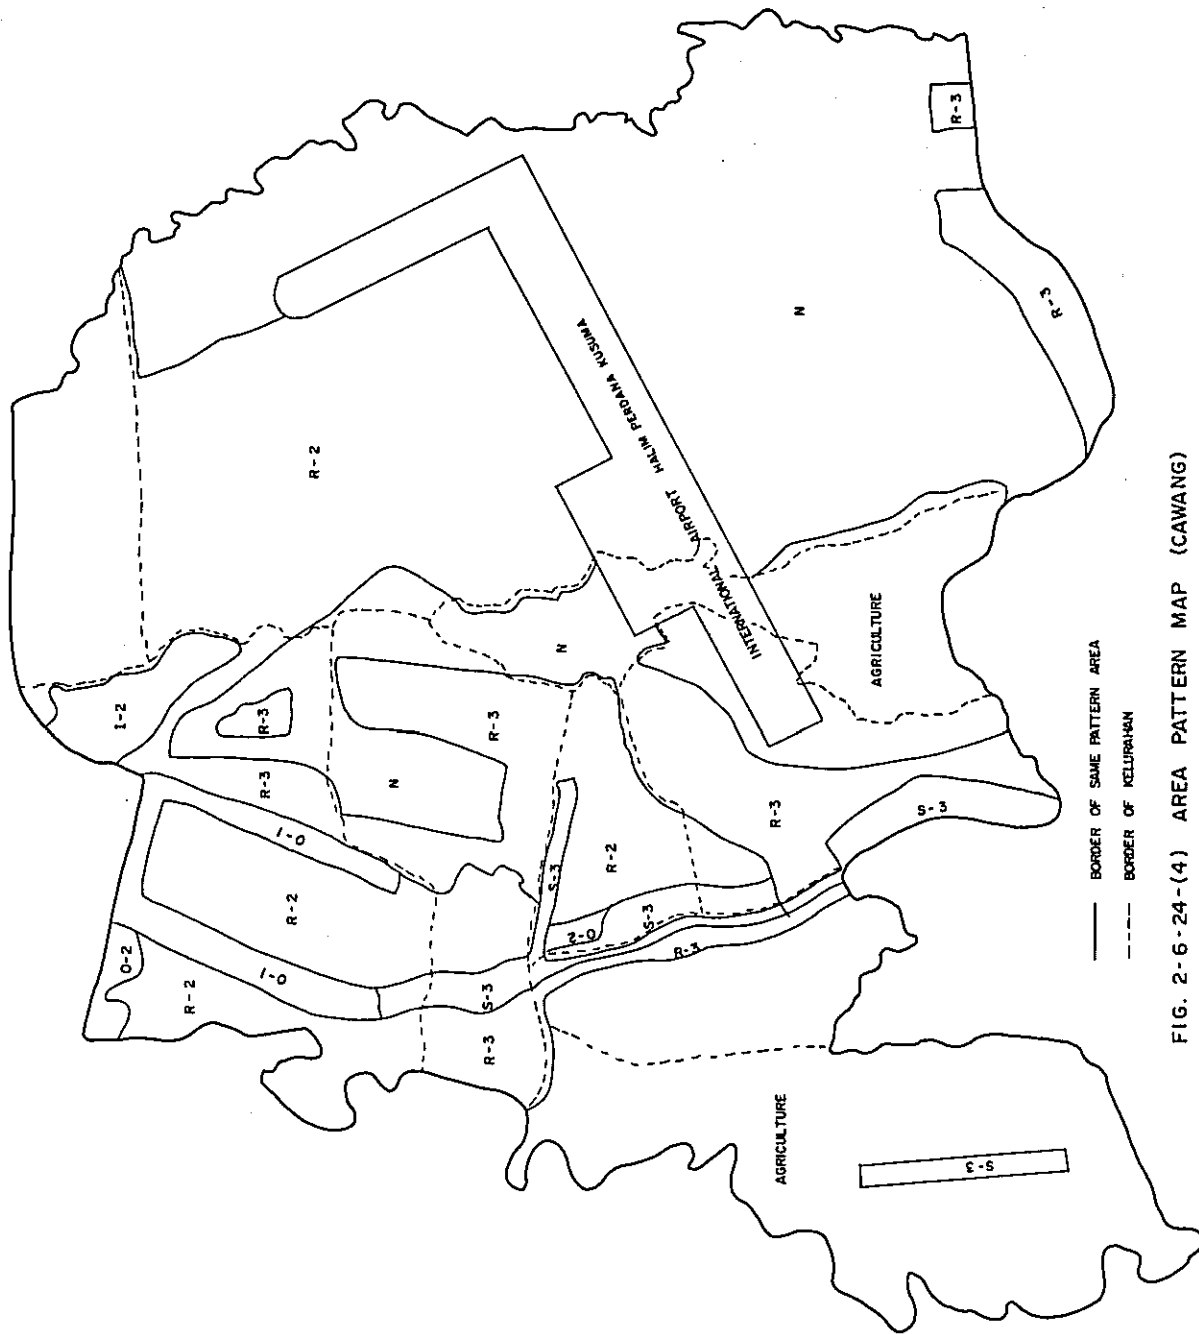 R-3
R-3
N
R-2
INTERNATIONAL AIRPORT HALIM PERDANA KUSUMA
AGRICULTURE
N
I-2
R-3
R-3
R-3
N
O-1
R-2
O-2
R-2
O-1
S-3
R-3
S-3
R-2
O-2
S-3
R-3
R-3
S-3
AGRICULTURE
S-3
BORDER OF SAME PATTERN AREA
BORDER OF KELURAHAN
FIG. 2-6-24-(4) AREA PATTERN MAP (CAWANG)